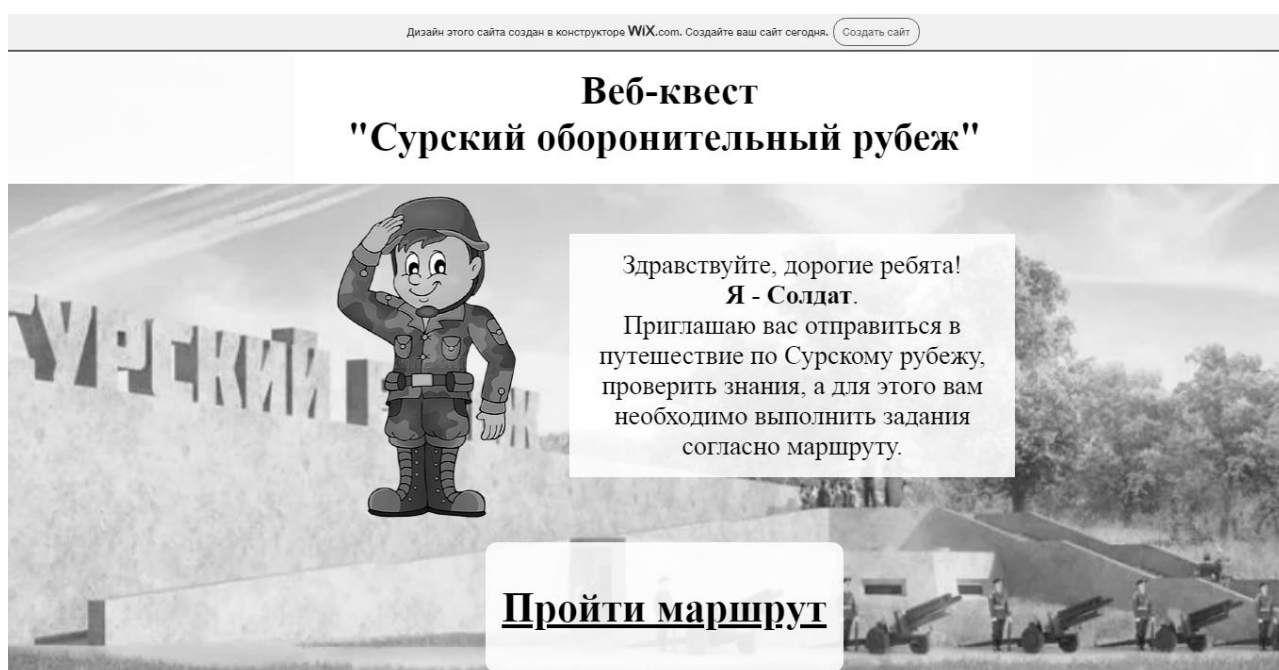 Дизайн этого сайта создан в конструкторе WiX.com. Создайте ваш сайт сегодня. Создать сайт
Веб-квест
"Сурский оборонительный рубеж"
Здравствуйте, дорогие ребята!
Я - Солдат.
Приглашаю вас отправиться в
путешествие по Сурскому рубежу,
проверить знания, а для этого вам
необходимо выполнить задания
согласно маршруту.
СУРСКИЙ
Пройти маршрут